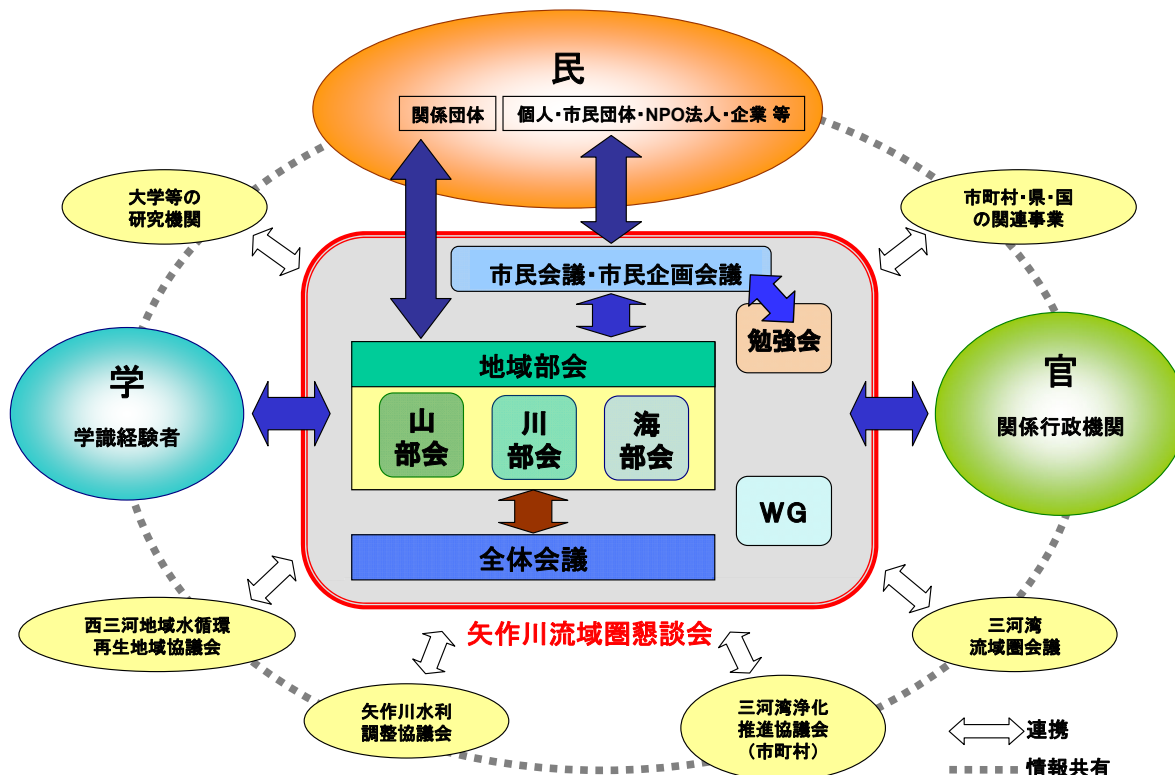 民
関係団体
個人・市民団体・NPO法人・企業 等
大学等の
研究機関
市町村・県・国
の関連事業
市民会議・市民企画会議
勉強会
地域部会
山
部会
川
部会
海
部会
学
学識経験者
官
関係行政機関
WG
全体会議
矢作川流域圏懇談会
西三河地域水循環
再生地域協議会
三河湾
流域圏会議
矢作川水利
調整協議会
三河湾浄化
推進協議会
（市町村）
連携
情報共有